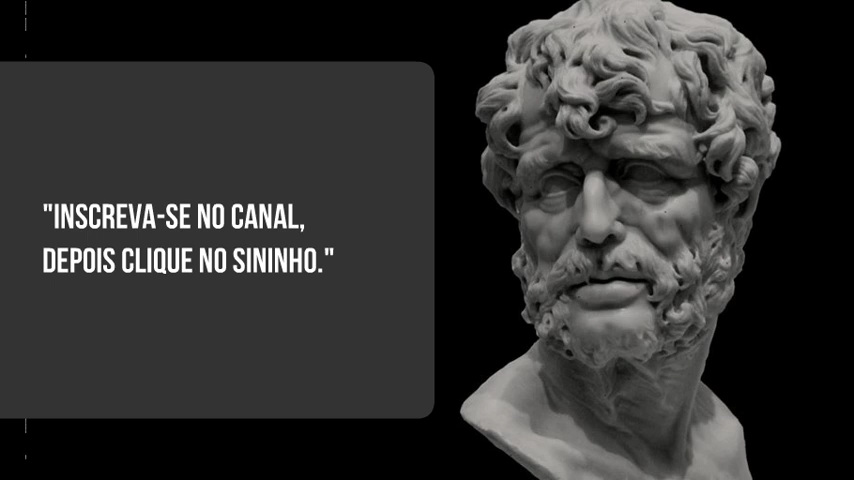 "INSCREVA-SE NO CANAL,
DEPOIS CLIQUE NO SININHO."